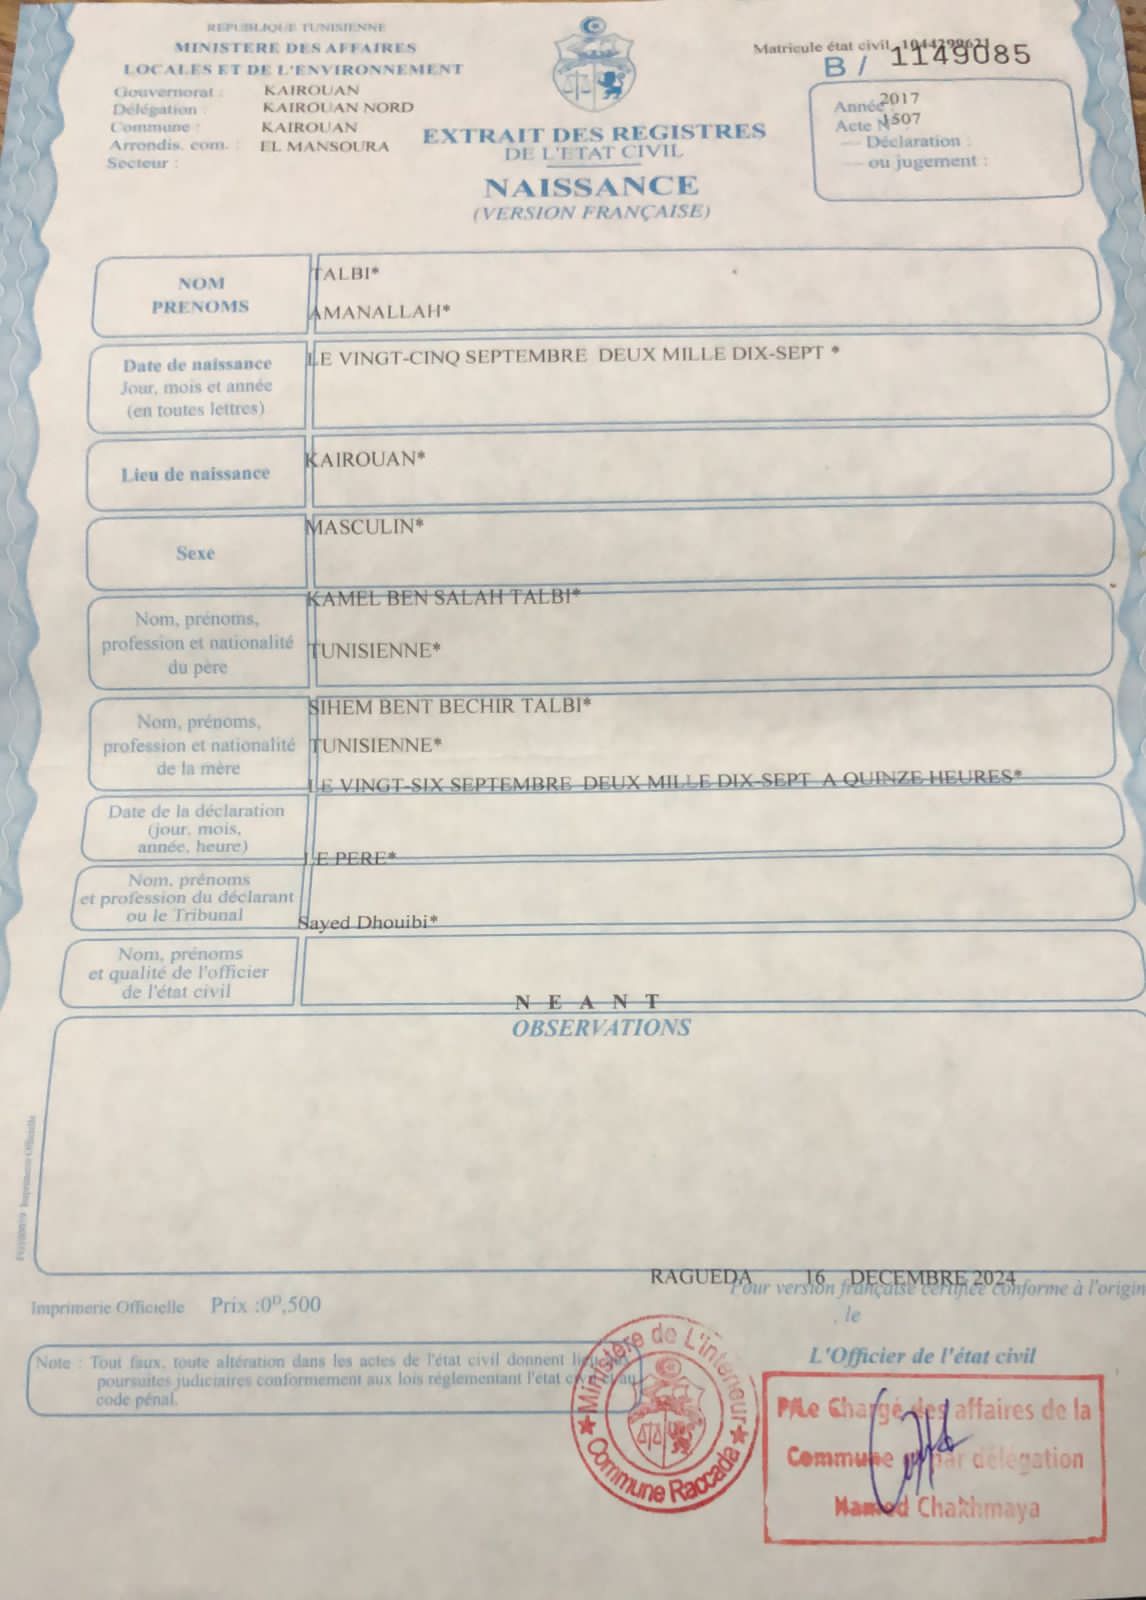 REPUBLIQUE TUNISIENNE
MINISTERE DES AFFAIRES
LOCALES ET DE L'ENVIRONNEMENT
Gouvernorat : KAIROUAN
Délégation : KAIROUAN NORD
Commune : KAIROUAN
Arrondis. com. : EL MANSOURA
Secteur :
EXTRAIT DES REGISTRES
DE L'ETAT CIVIL
NAISSANCE
(VERSION FRANÇAISE)
Matricule état civil
B / 1149085
Année 2017
Acte N° 1507
— Déclaration :
— ou jugement :
NOM
PRENOMS
TALBI*
AMANALLAH*
Date de naissance
Jour, mois et année
(en toutes lettres)
LE VINGT-CINQ SEPTEMBRE DEUX MILLE DIX-SEPT *
Lieu de naissance
KAIROUAN*
Sexe
MASCULIN*
Nom, prénoms,
profession et nationalité
du père
KAMEL BEN SALAH TALBI*
TUNISIENNE*
Nom, prénoms,
profession et nationalité
de la mère
SIHEM BENT BECHIR TALBI*
TUNISIENNE*
LE VINGT-SIX SEPTEMBRE DEUX MILLE DIX-SEPT A QUINZE HEURES*
Date de la déclaration
(jour, mois,
année, heure)
LE PERE*
Nom, prénoms
et profession du déclarant
ou le Tribunal
Sayed Dhouibi*
Nom, prénoms
et qualité de l'officier
de l'état civil
N E A N T
OBSERVATIONS
Imprimerie Officielle
RAGUEDA 16 DECEMBRE 2024
Pour version française certifiée conforme à l'origin
, le
Imprimerie Officielle Prix :0ᴰ,500
L'Officier de l'état civil
Note : Tout faux, toute altération dans les actes de l'état civil donnent lieu aux
poursuites judiciaires conformement aux lois réglementant l'état civil et au
code pénal.
Ministère de L'intérieur
Commune Raccada
P/Le Chargé des affaires de la
Commune par délégation
Hamed Chakhmaya